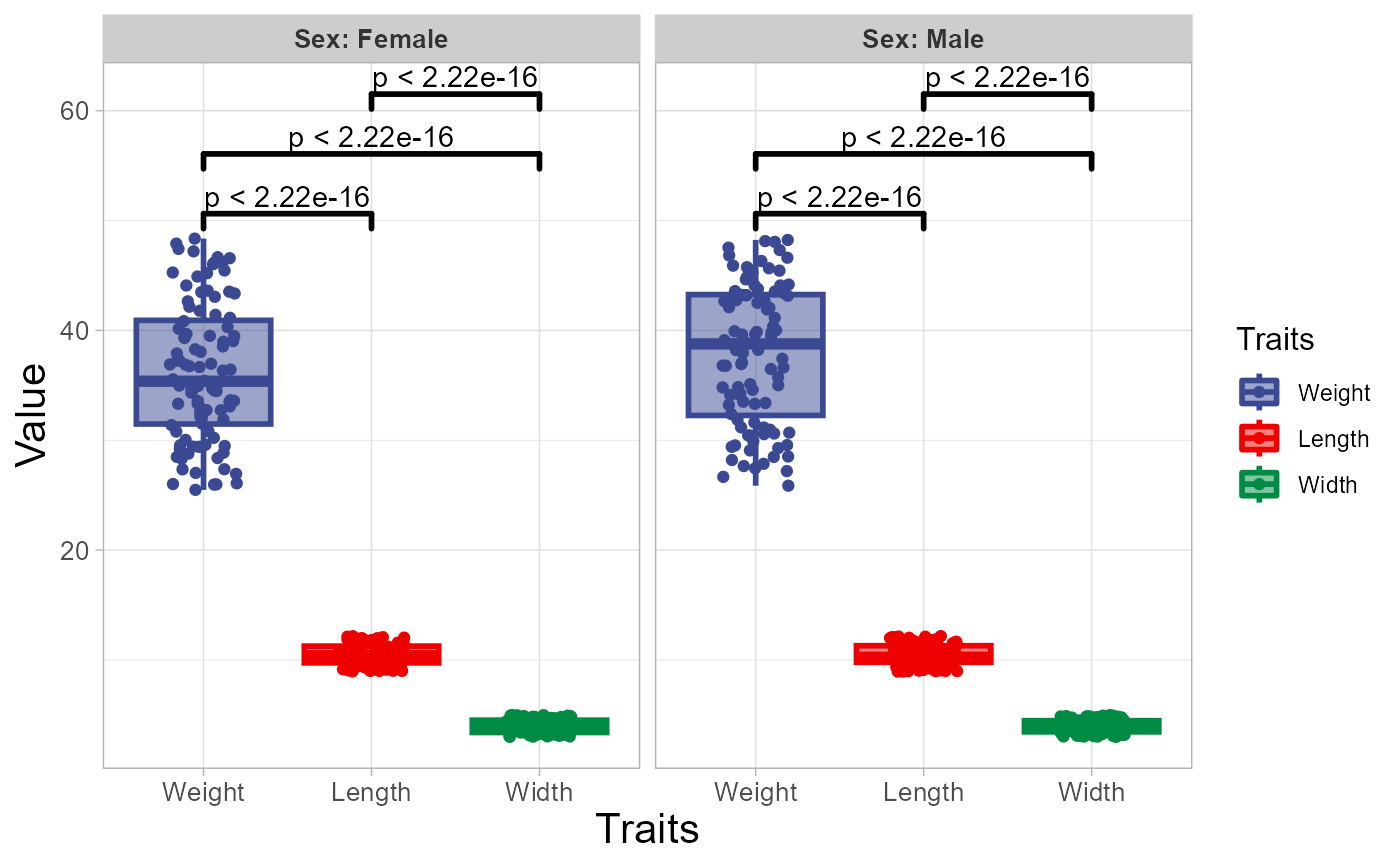 Sex: Female
Sex: Male
p < 2.22e-16
p < 2.22e-16
p < 2.22e-16
p < 2.22e-16
p < 2.22e-16
p < 2.22e-16
60
40
20
Value
Weight
Length
Width
Weight
Length
Width
Traits
Traits
Weight
Length
Width